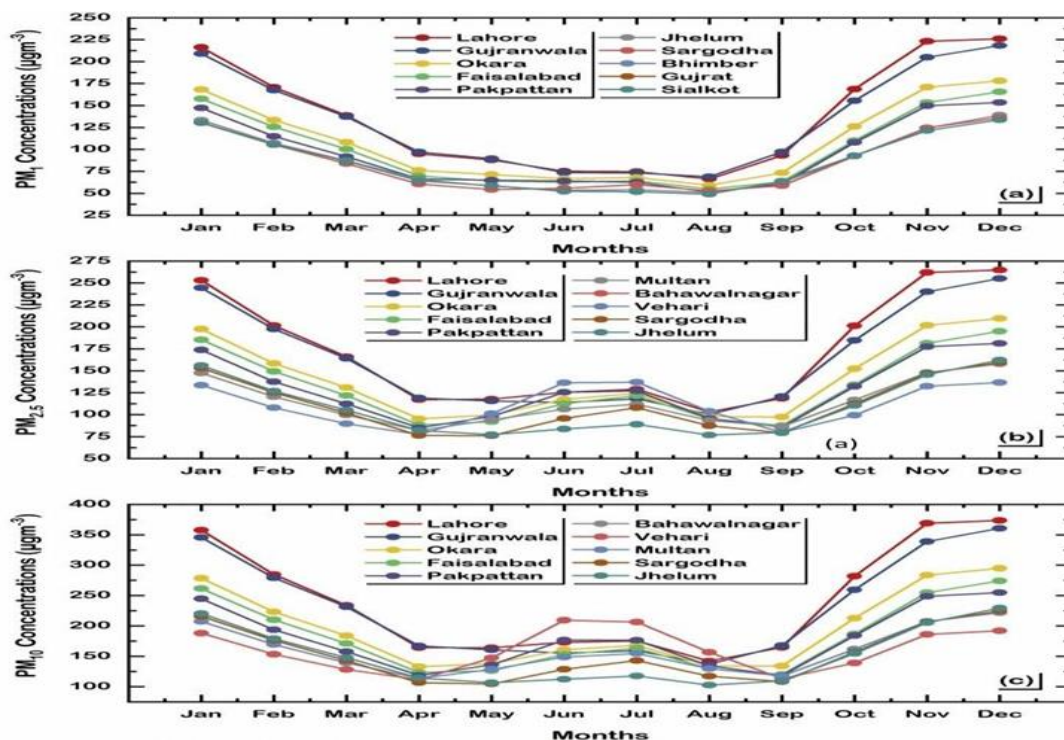 250
225
200
175
150
125
100
75
50
25
PM1 Concentrations (µgm-3)
Lahore Jhelum
Gujranwala Sargodha
Okara Bhimber
Faisalabad Gujrat
Pakpattan Sialkot
(a)
Jan Feb Mar Apr May Jun Jul Aug Sep Oct Nov Dec
Months
275
250
225
200
175
150
125
100
75
50
PM2.5 Concentrations (µgm-3)
Lahore Multan
Gujranwala Bahawalnagar
Okara Vehari
Faisalabad Sargodha
Pakpattan Jhelum
(a) (b)
Jan Feb Mar Apr May Jun Jul Aug Sep Oct Nov Dec
Months
400
350
300
250
200
150
100
PM10 Concentrations (µgm-3)
Lahore Bahawalnagar
Gujranwala Vehari
Okara Multan
Faisalabad Sargodha
Pakpattan Jhelum
(c)
Jan Feb Mar Apr May Jun Jul Aug Sep Oct Nov Dec
Months